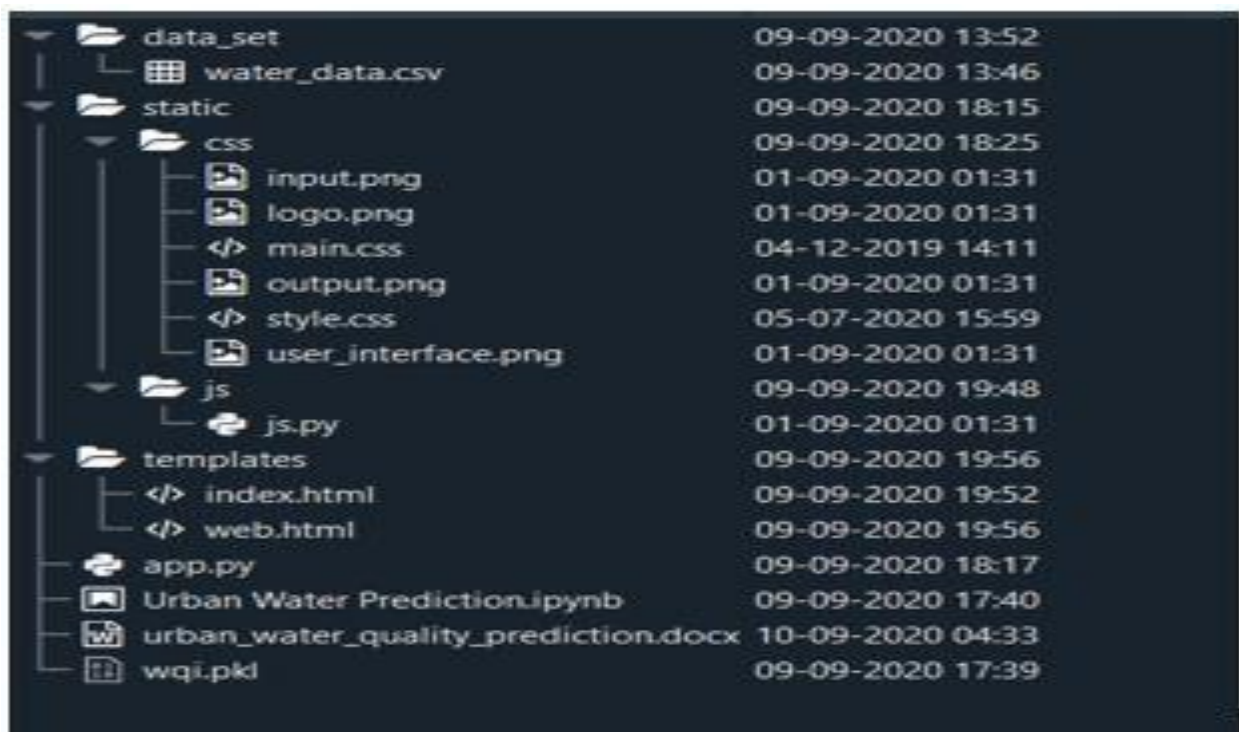 data_set 09-09-2020 13:52
water_data.csv 09-09-2020 13:46
static 09-09-2020 18:15
css 09-09-2020 18:25
input.png 01-09-2020 01:31
logo.png 01-09-2020 01:31
main.css 04-12-2019 14:11
output.png 01-09-2020 01:31
style.css 05-07-2020 15:59
user_interface.png 01-09-2020 01:31
js 09-09-2020 19:48
js.py 01-09-2020 01:31
templates 09-09-2020 19:56
index.html 09-09-2020 19:52
web.html 09-09-2020 19:56
app.py 09-09-2020 18:17
Urban Water Prediction.ipynb 09-09-2020 17:40
urban_water_quality_prediction.docx 10-09-2020 04:33
wqi.pkl 09-09-2020 17:39